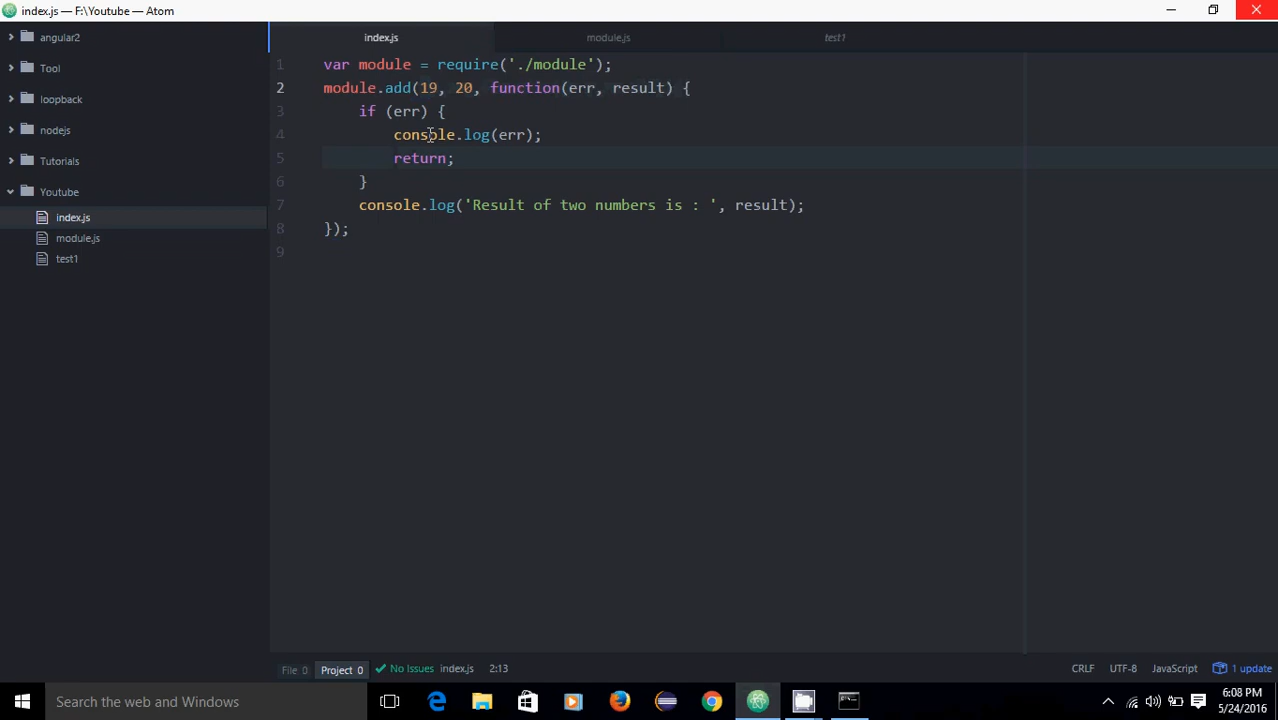 index.js — F:\Youtube — Atom
angular2
Tool
loopback
nodejs
Tutorials
Youtube
index.js
module.js
test1
index.js
module.js
test1
1 var module = require('./module');
2 module.add(19, 20, function(err, result) {
3 if (err) {
4 console.log(err);
5 return;
6 }
7 console.log('Result of two numbers is : ', result);
8 });
9
File 0
Project 0
No Issues
index.js
2:13
CRLF
UTF-8
JavaScript
1 update
Search the web and Windows
6:08 PM
5/24/2016